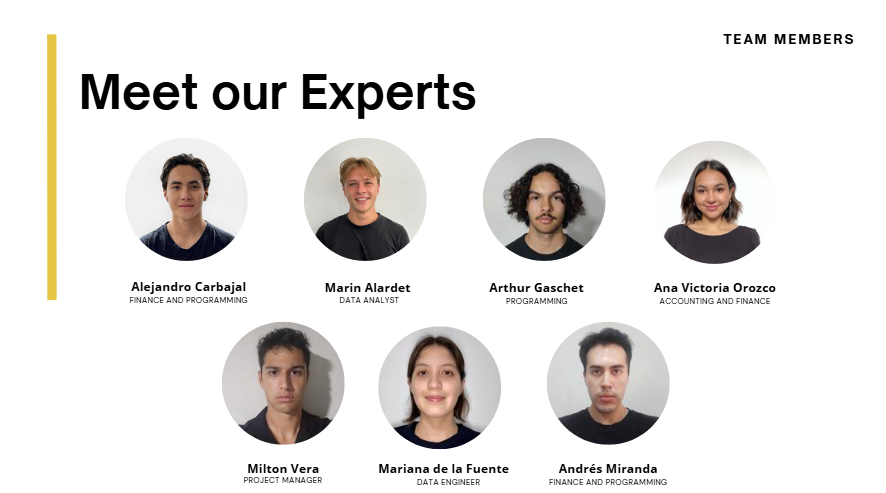 TEAM MEMBERS
Meet our Experts
Alejandro Carbajal
FINANCE AND PROGRAMMING
Marin Alardet
DATA ANALYST
Arthur Gaschet
PROGRAMMING
Ana Victoria Orozco
ACCOUNTING AND FINANCE
Milton Vera
PROJECT MANAGER
Mariana de la Fuente
DATA ENGINEER
Andrés Miranda
FINANCE AND PROGRAMMING